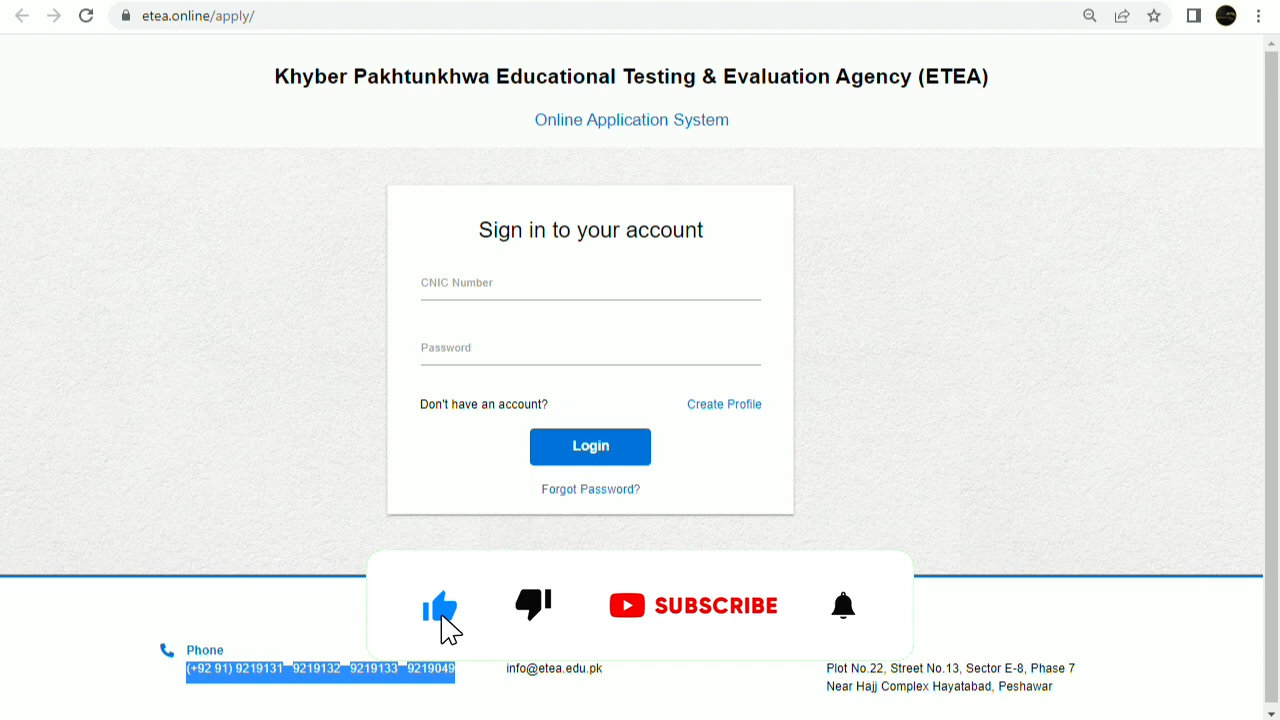 etea.online/apply/
Khyber Pakhtunkhwa Educational Testing & Evaluation Agency (ETEA)
Online Application System
Sign in to your account
CNIC Number
Password
Don't have an account? Create Profile
Login
Forgot Password?
SUBSCRIBE
Phone
(+92 91) 9219131 9219132 9219133 9219049
info@etea.edu.pk
Plot No.22, Street No.13, Sector E-8, Phase 7
Near Hajj Complex Hayatabad, Peshawar